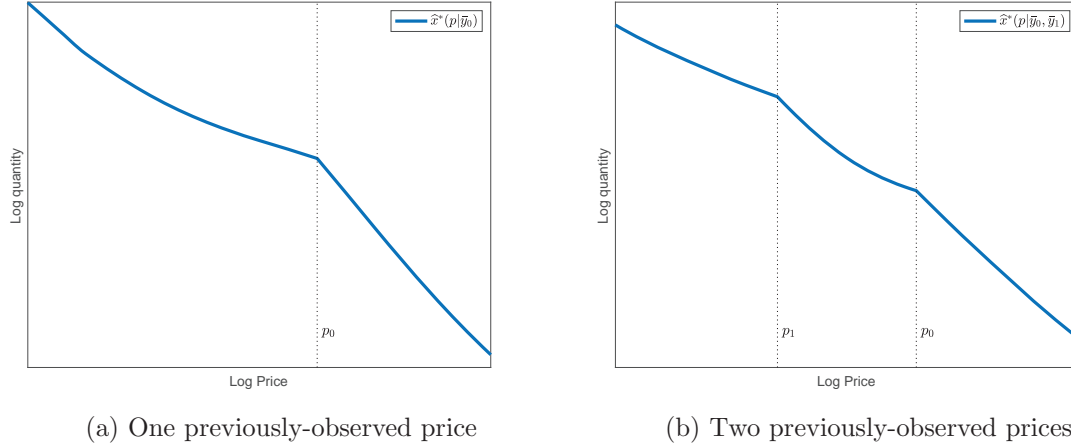 x̂*(p|ȳ₀)
Log quantity
p₀
Log Price
(a) One previously-observed price
x̂*(p|ȳ₀, ȳ₁)
Log quantity
p₁
p₀
Log Price
(b) Two previously-observed prices